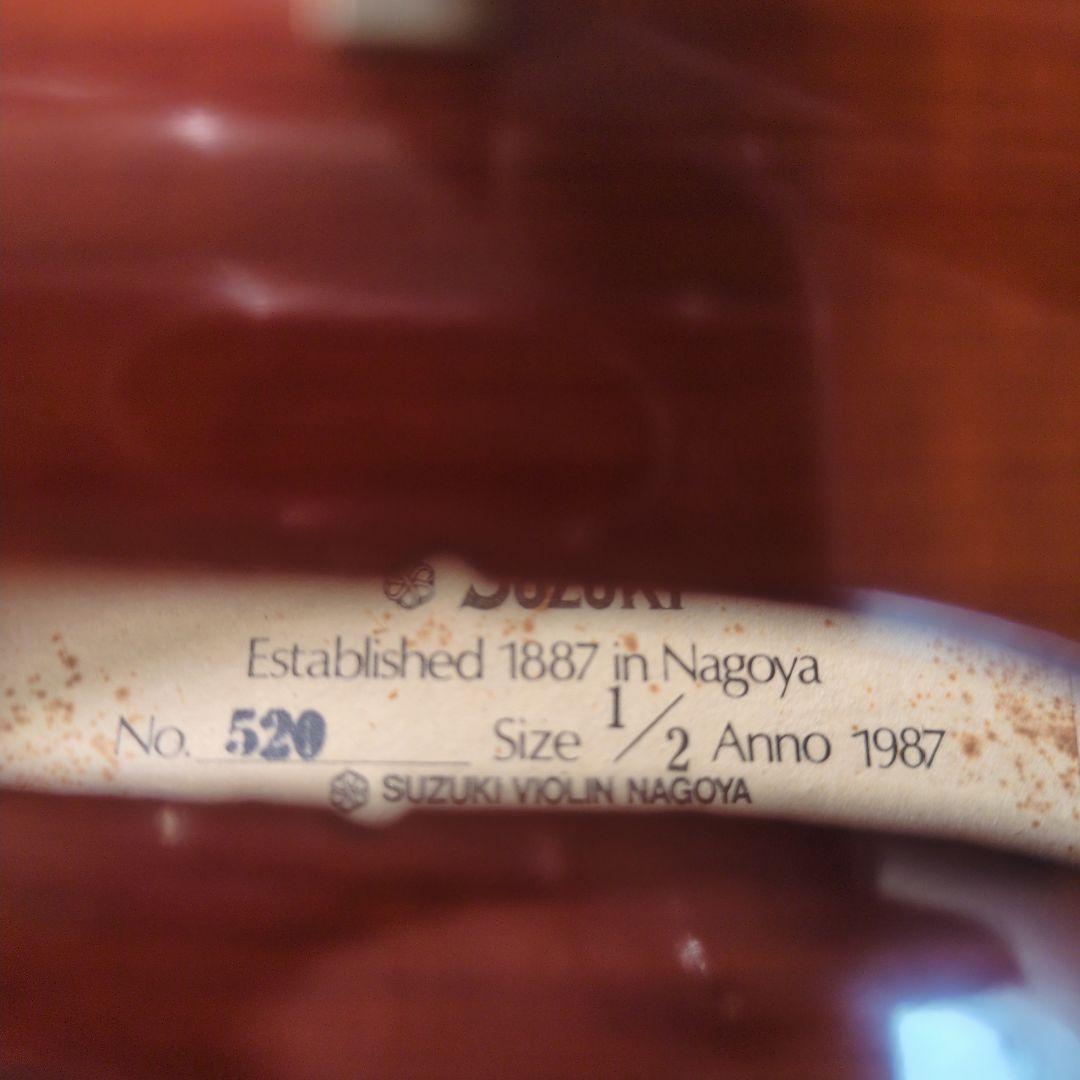 SUZUKI
Established 1887 in Nagoya
No. 520 Size 1/2 Anno 1987
SUZUKI VIOLIN NAGOYA